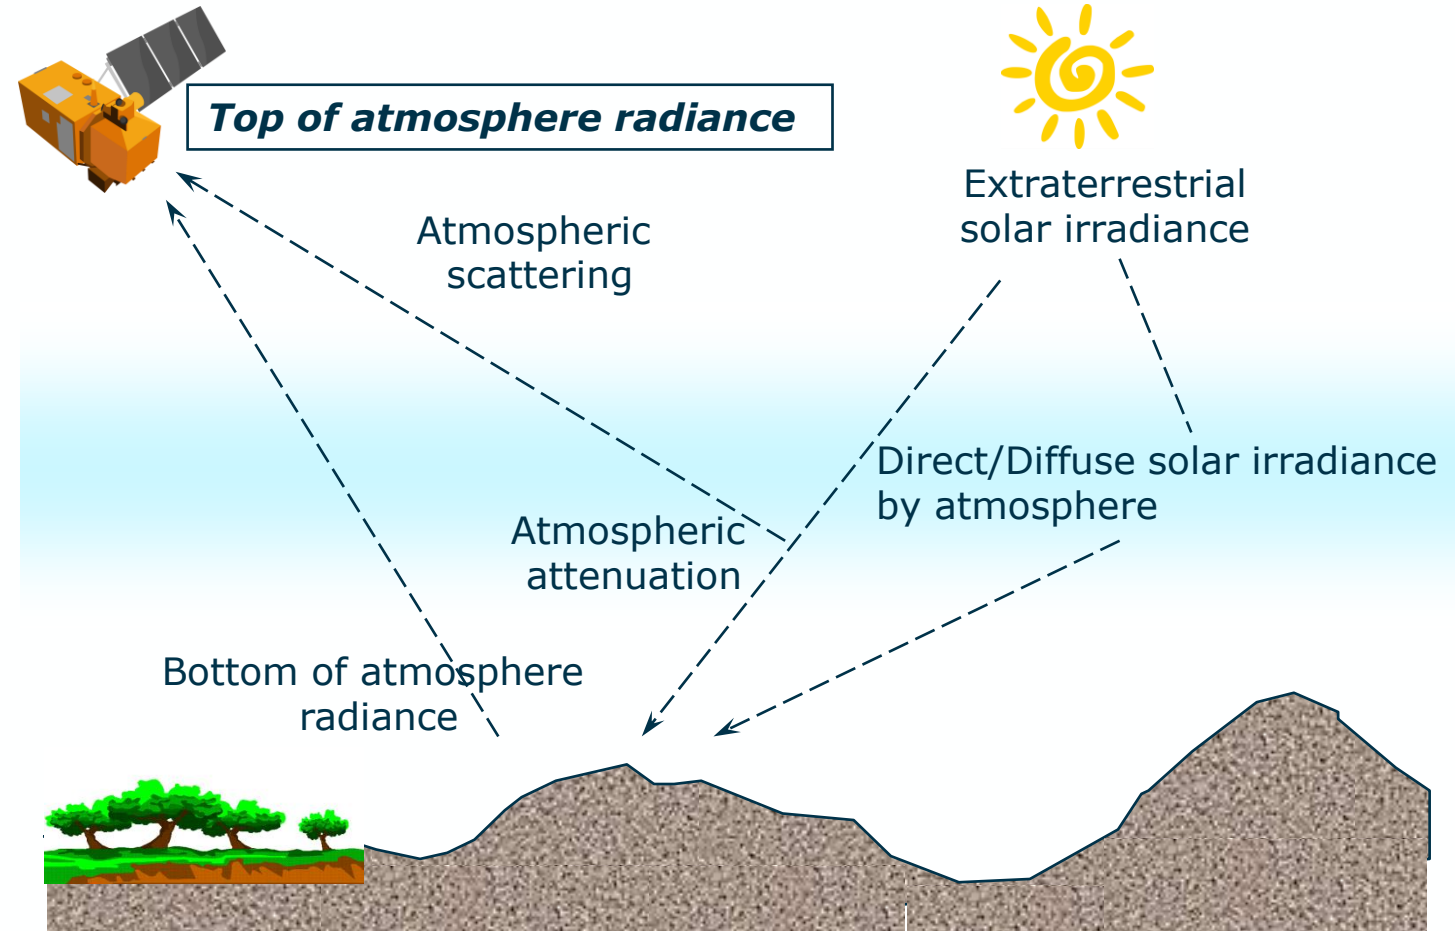 Top of atmosphere radiance
Extraterrestrial
solar irradiance
Atmospheric
scattering
Direct/Diffuse solar irradiance
by atmosphere
Atmospheric
attenuation
Bottom of atmosphere
radiance